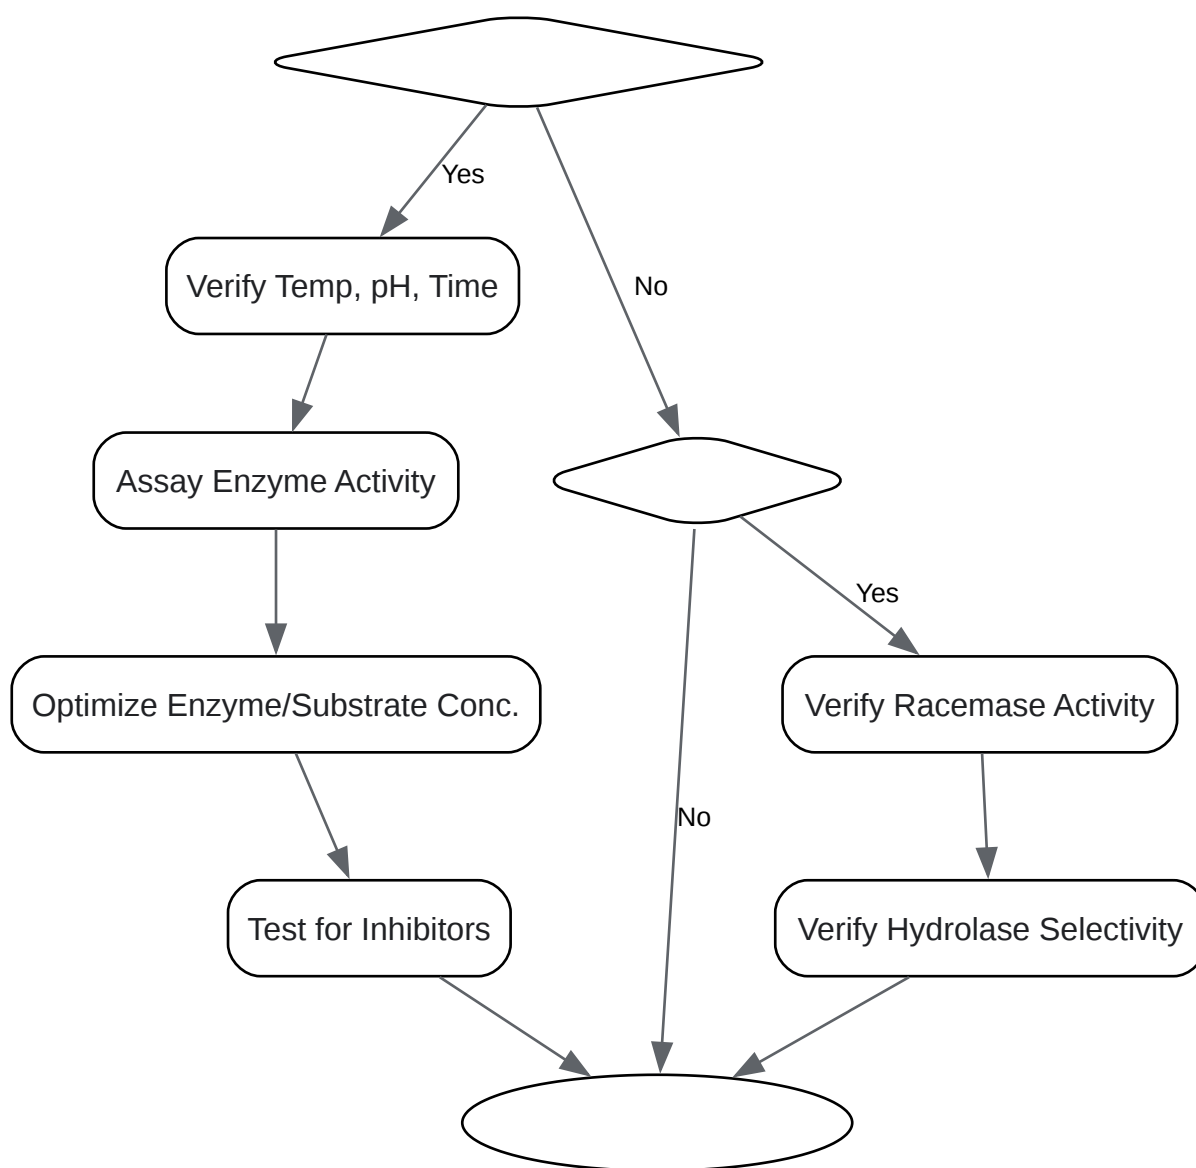 Yes
Verify Temp, pH, Time
No
Assay Enzyme Activity
Yes
Optimize Enzyme/Substrate Conc.
Verify Racemase Activity
No
Test for Inhibitors
Verify Hydrolase Selectivity